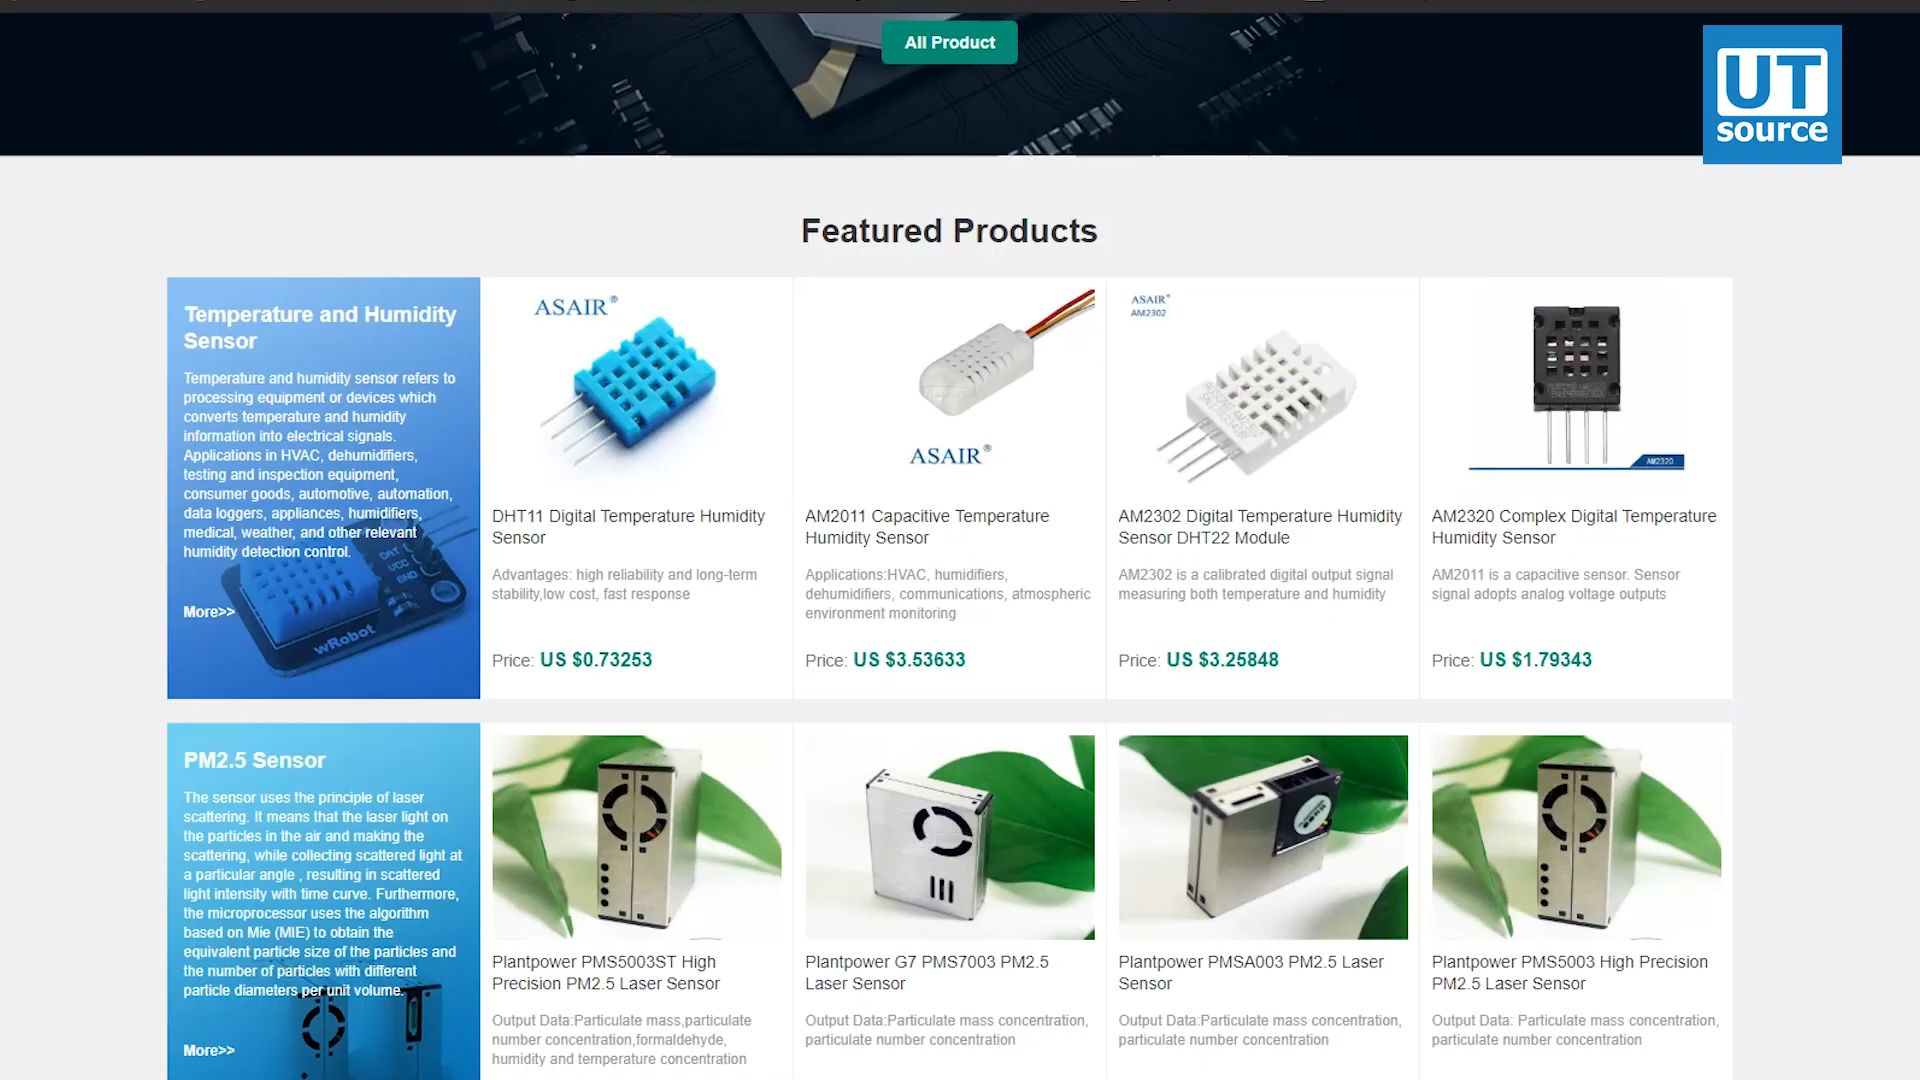 All Product
UT
source
Featured Products
Temperature and Humidity
Sensor
Temperature and humidity sensor refers to
processing equipment or devices which
converts temperature and humidity
information into electrical signals.
Applications in HVAC, dehumidifiers,
testing and inspection equipment,
consumer goods, automotive, automation,
data loggers, appliances, humidifiers,
medical, weather, and other relevant
humidity detection control.
DAT
VCC
GND
wRobot
More>>
ASAIR®
DHT11 Digital Temperature Humidity
Sensor
Advantages: high reliability and long-term
stability,low cost, fast response
Price: US $0.73253
ASAIR®
AM2011 Capacitive Temperature
Humidity Sensor
Applications:HVAC, humidifiers,
dehumidifiers, communications, atmospheric
environment monitoring
Price: US $3.53633
ASAIR®
AM2302
AM2302 Digital Temperature Humidity
Sensor DHT22 Module
AM2302 is a calibrated digital output signal
measuring both temperature and humidity
Price: US $3.25848
AM2320
AM2320 Complex Digital Temperature
Humidity Sensor
AM2011 is a capacitive sensor. Sensor
signal adopts analog voltage outputs
Price: US $1.79343
PM2.5 Sensor
The sensor uses the principle of laser
scattering. It means that the laser light on
the particles in the air and making the
scattering, while collecting scattered light at
a particular angle , resulting in scattered
light intensity with time curve. Furthermore,
the microprocessor uses the algorithm
based on Mie (MIE) to obtain the
equivalent particle size of the particles and
the number of particles with different
particle diameters per unit volume.
More>>
Plantpower PMS5003ST High
Precision PM2.5 Laser Sensor
Output Data:Particulate mass,particulate
number concentration,formaldehyde,
humidity and temperature concentration
Plantpower G7 PMS7003 PM2.5
Laser Sensor
Output Data:Particulate mass concentration,
particulate number concentration
Plantpower PMSA003 PM2.5 Laser
Sensor
Output Data:Particulate mass concentration,
particulate number concentration
Plantpower PMS5003 High Precision
PM2.5 Laser Sensor
Output Data: Particulate mass concentration,
particulate number concentration